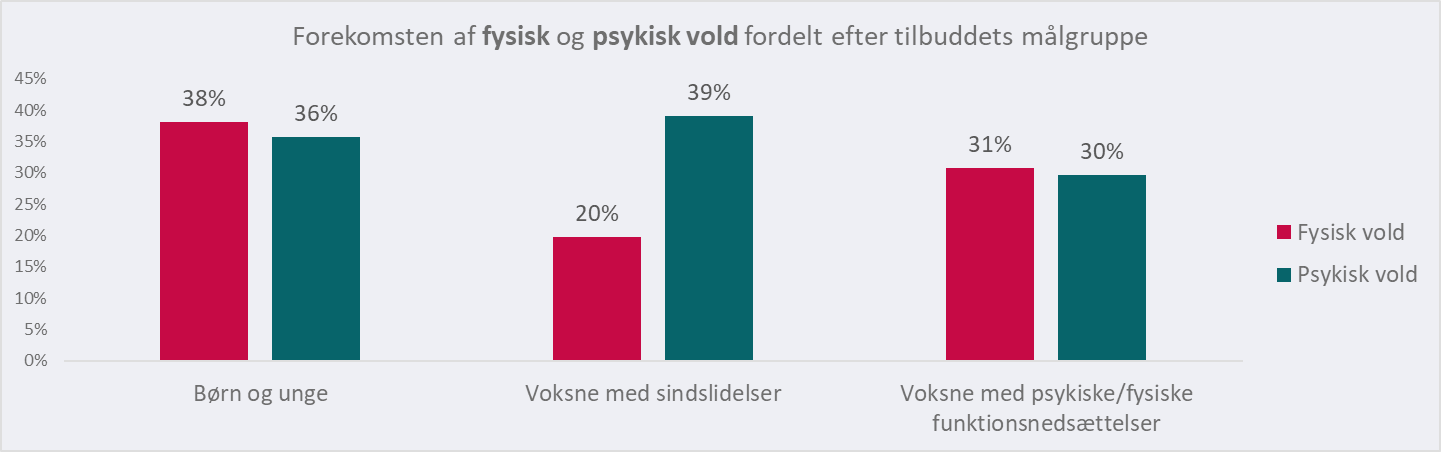 Forekomsten af fysisk og psykisk vold fordelt efter tilbuddets målgruppe
45%
40%
35%
30%
25%
20%
15%
10%
5%
0%
38%
36%
20%
39%
31%
30%
Børn og unge
Voksne med sindslidelser
Voksne med psykiske/fysiske
funktionsnedsættelser
Fysisk vold
Psykisk vold